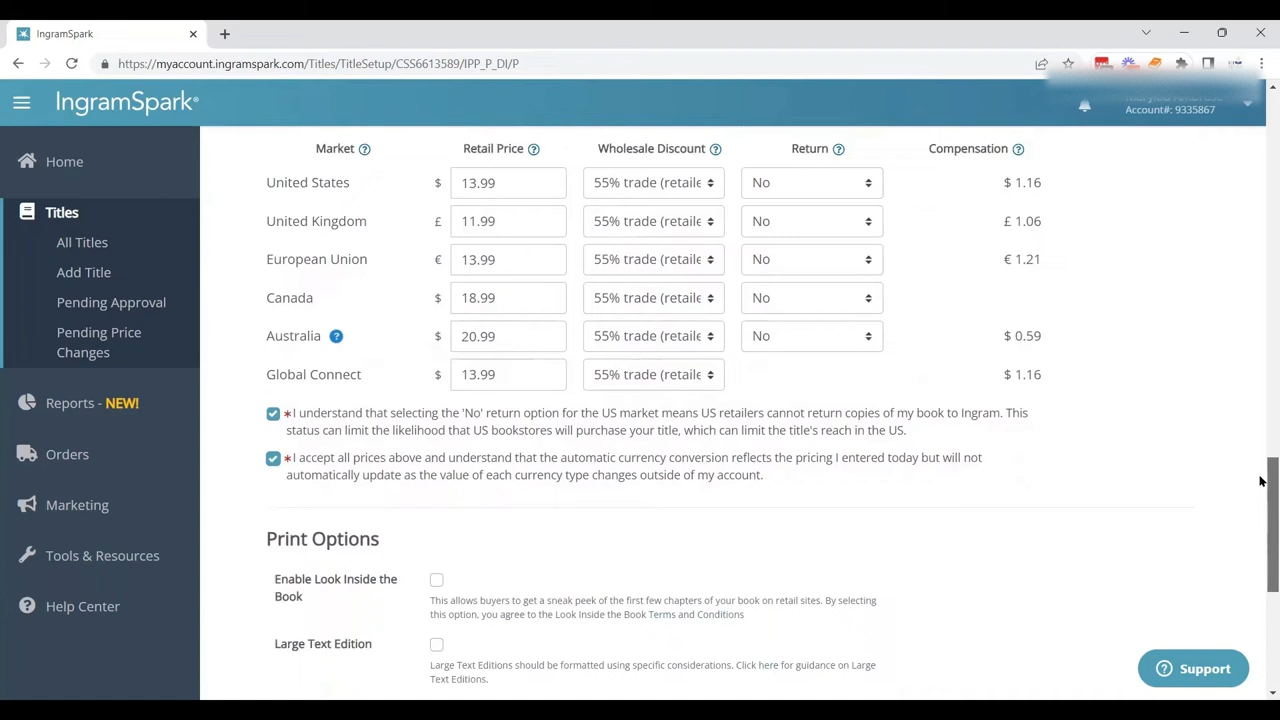 IngramSpark
https://myaccount.ingramspark.com/Titles/TitleSetup/CSS6613589/IPP_P_DI/P
IngramSpark®
Account#: 9335867
Home
Titles
All Titles
Add Title
Pending Approval
Pending Price
Changes
Reports - NEW!
Orders
Marketing
Tools & Resources
Help Center
Market ? Retail Price ? Wholesale Discount ? Return ? Compensation ?
United States $ 13.99 55% trade (retaile No $ 1.16
United Kingdom £ 11.99 55% trade (retaile No £ 1.06
European Union € 13.99 55% trade (retaile No € 1.21
Canada $ 18.99 55% trade (retaile No
Australia ? $ 20.99 55% trade (retaile No $ 0.59
Global Connect $ 13.99 55% trade (retaile $ 1.16
*I understand that selecting the 'No' return option for the US market means US retailers cannot return copies of my book to Ingram. This
status can limit the likelihood that US bookstores will purchase your title, which can limit the title's reach in the US.
*I accept all prices above and understand that the automatic currency conversion reflects the pricing I entered today but will not
automatically update as the value of each currency type changes outside of my account.
Print Options
Enable Look Inside the
Book
This allows buyers to get a sneak peek of the first few chapters of your book on retail sites. By selecting
this option, you agree to the Look Inside the Book Terms and Conditions
Large Text Edition
Large Text Editions should be formatted using specific considerations. Click here for guidance on Large
Text Editions.
? Support